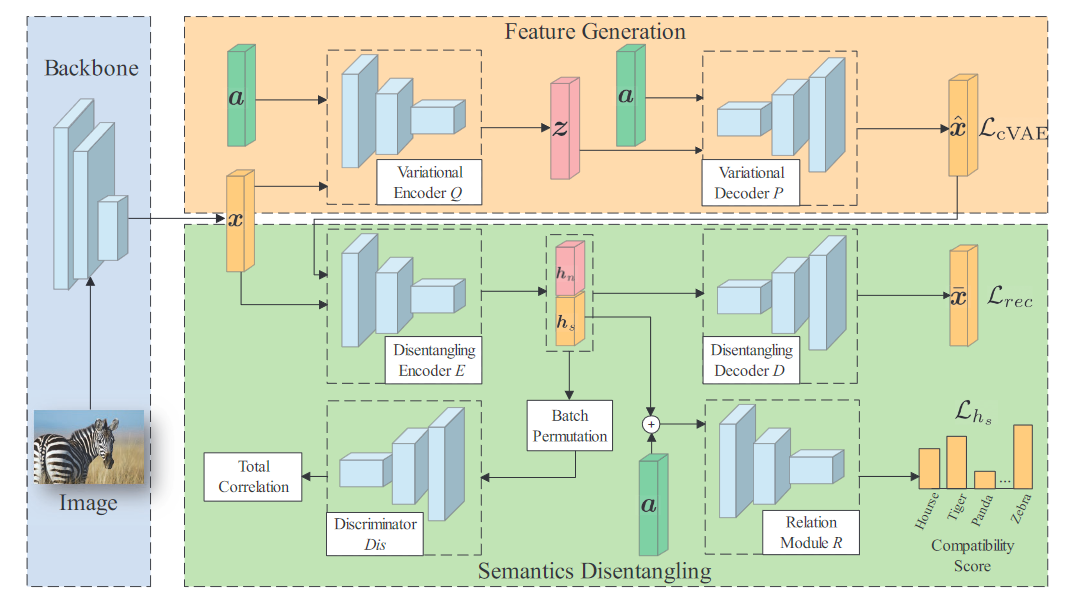 Feature Generation
Backbone
a
Variational
Encoder Q
z
a
Variational
Decoder P
x̂
ℒcVAE
x
Disentangling
Encoder E
hn
hs
Disentangling
Decoder D
x̄
ℒrec
Image
Total
Correlation
Discriminator
Dis
Batch
Permutation
+
a
Relation
Module R
ℒhs
...
Hourse
Tiger
Panda
Zebra
Compatibility
Score
Semantics Disentangling